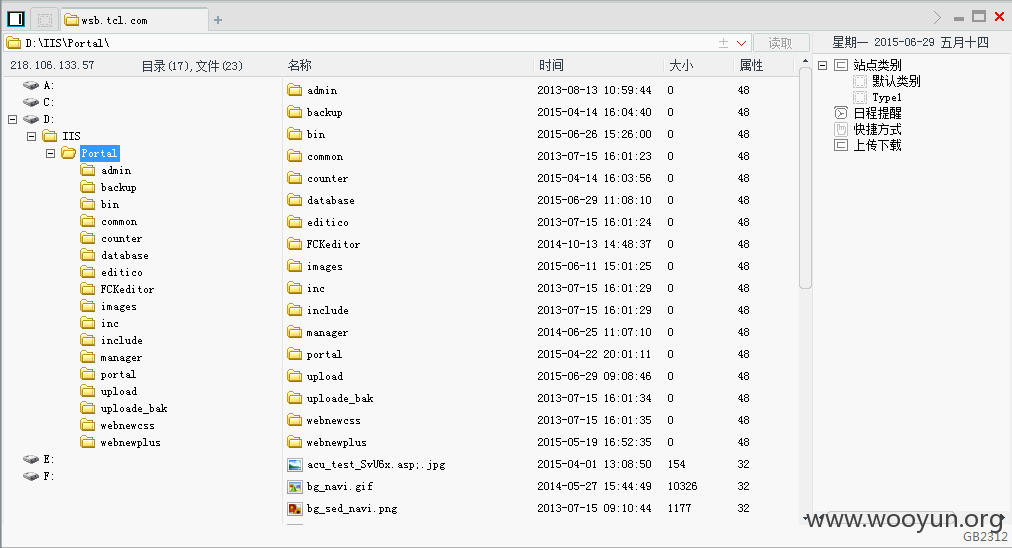 wsb.tcl.com
D:\IIS\Portal\ 读取 星期一 2015-06-29 五月十四
218.106.133.57 目录(17),文件(23) 名称 时间 大小 属性
A:
C:
D:
IIS
Portal
admin
backup
bin
common
counter
database
editico
FCKeditor
images
inc
include
manager
portal
upload
uploade_bak
webnewcss
webnewplus
E:
F:
admin 2013-08-13 10:59:44 0 48
backup 2015-04-14 16:04:40 0 48
bin 2015-06-26 15:26:00 0 48
common 2013-07-15 16:01:23 0 48
counter 2015-04-14 16:03:56 0 48
database 2015-06-29 11:08:10 0 48
editico 2013-07-15 16:01:24 0 48
FCKeditor 2014-10-13 14:48:37 0 48
images 2015-06-11 15:01:25 0 48
inc 2013-07-15 16:01:29 0 48
include 2013-07-15 16:01:29 0 48
manager 2014-06-25 11:07:10 0 48
portal 2015-04-22 20:01:11 0 48
upload 2015-06-29 09:08:46 0 48
uploade_bak 2013-07-15 16:01:34 0 48
webnewcss 2013-07-15 16:01:35 0 48
webnewplus 2015-05-19 16:52:35 0 48
acu_test_SvU6x.asp;.jpg 2015-04-01 13:08:50 154 32
bg_navi.gif 2014-05-27 15:44:49 10326 32
bg_sed_navi.png 2013-07-15 09:10:44 1177 32
站点类别
默认类别
Type1
日程提醒
快捷方式
上传下载
www.wooyun.org
GB2312